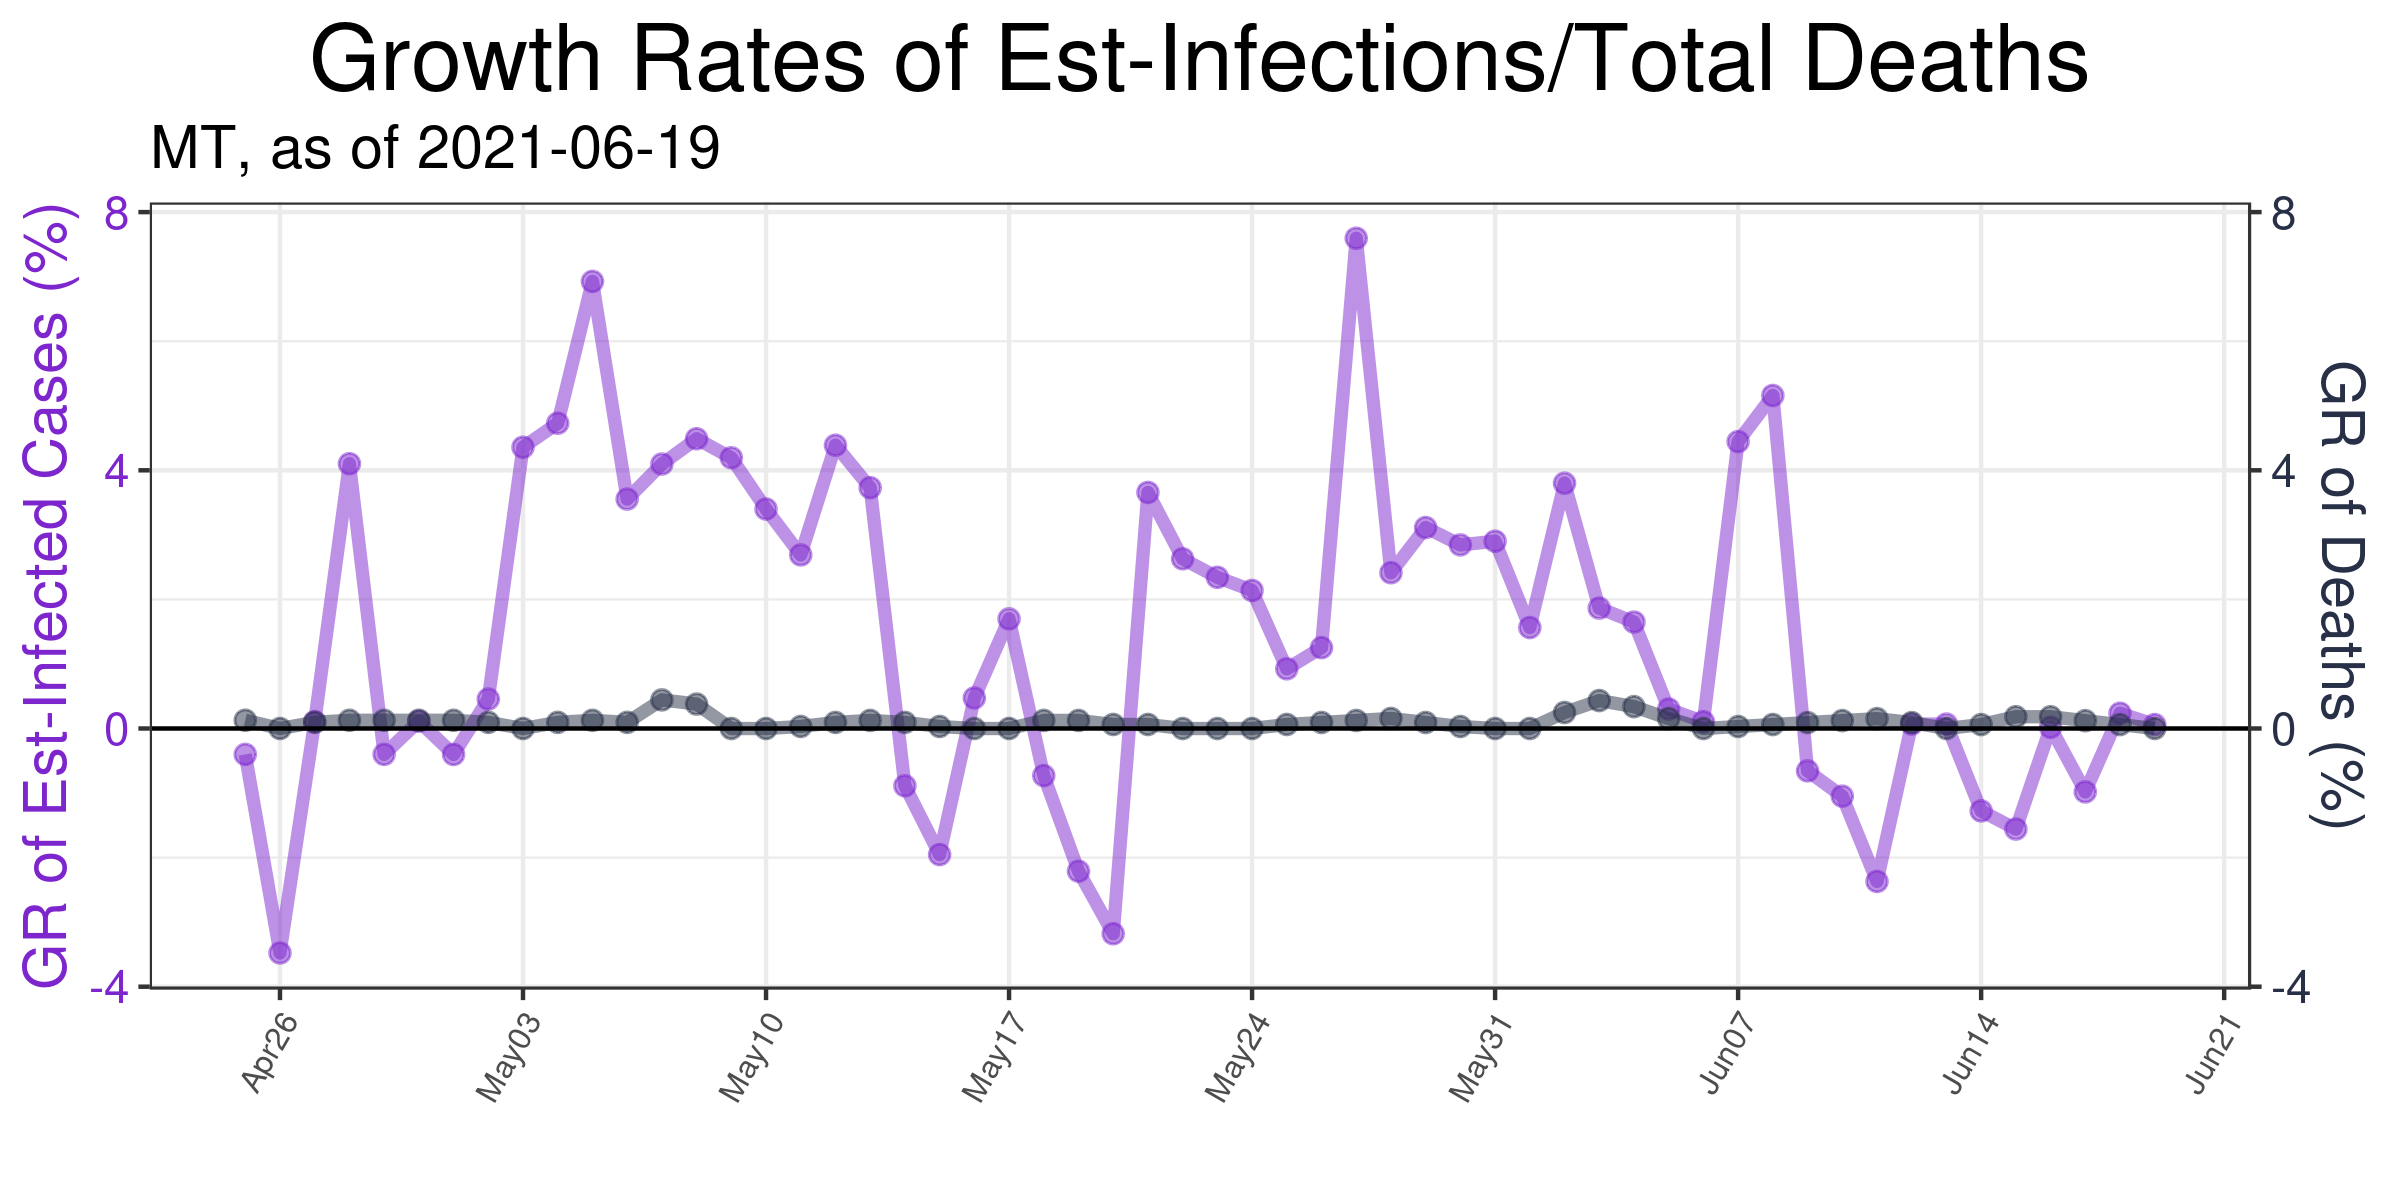 Growth Rates of Est-Infections/Total Deaths
MT, as of 2021-06-19
GR of Est-Infected Cases (%)
8
4
0
-4
8
4
0
-4
GR of Deaths (%)
Apr26
May03
May10
May17
May24
May31
Jun07
Jun14
Jun21